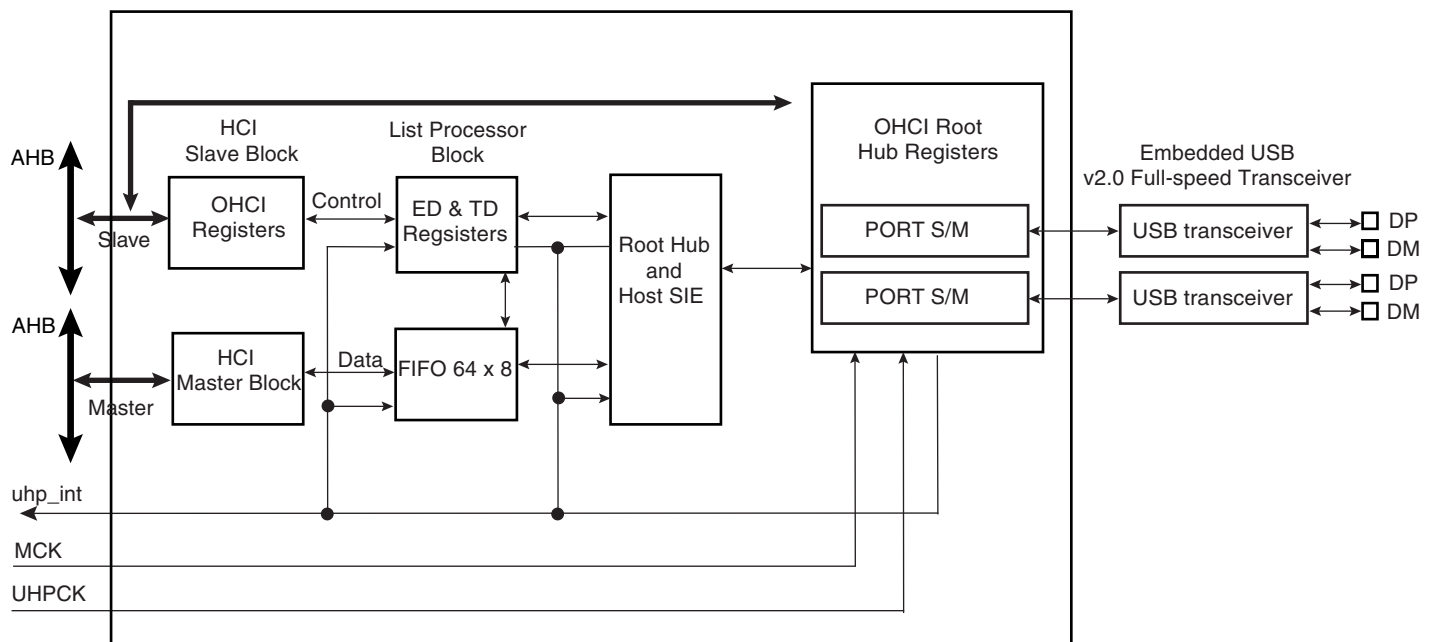 HCI
Slave Block
List Processor
Block
OHCI Root
Hub Registers
Embedded USB
v2.0 Full-speed Transceiver
AHB
Slave
OHCI
Registers
Control
ED & TD
Regsisters
Root Hub
and
Host SIE
PORT S/M
USB transceiver
DP
DM
PORT S/M
USB transceiver
DP
DM
AHB
Master
HCI
Master Block
Data
FIFO 64 x 8
uhp_int
MCK
UHPCK